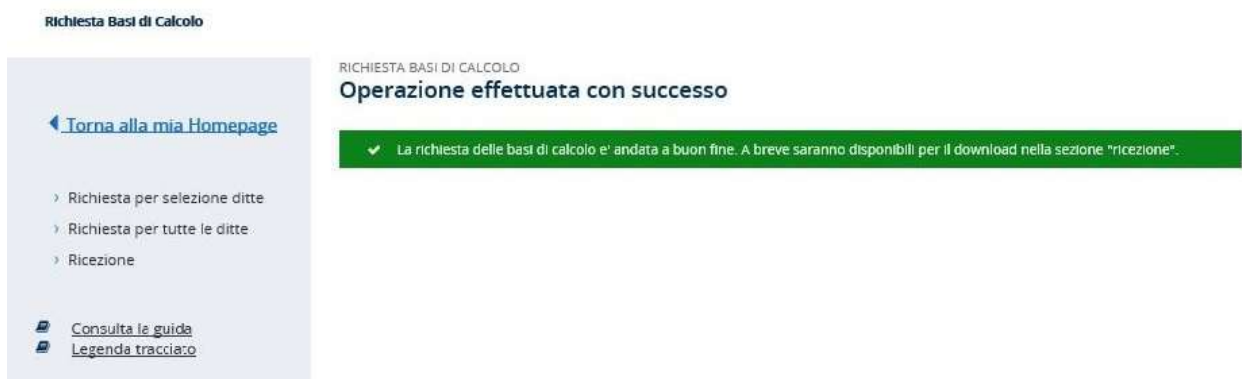 Richiesta Basi di Calcolo
RICHIESTA BASI DI CALCOLO
Operazione effettuata con successo
Torna alla mia Homepage
La richiesta delle basi di calcolo e' andata a buon fine. A breve saranno disponibili per il download nella sezione "ricezione".
Richiesta per selezione ditte
Richiesta per tutte le ditte
Ricezione
Consulta la guida
Legenda tracciato